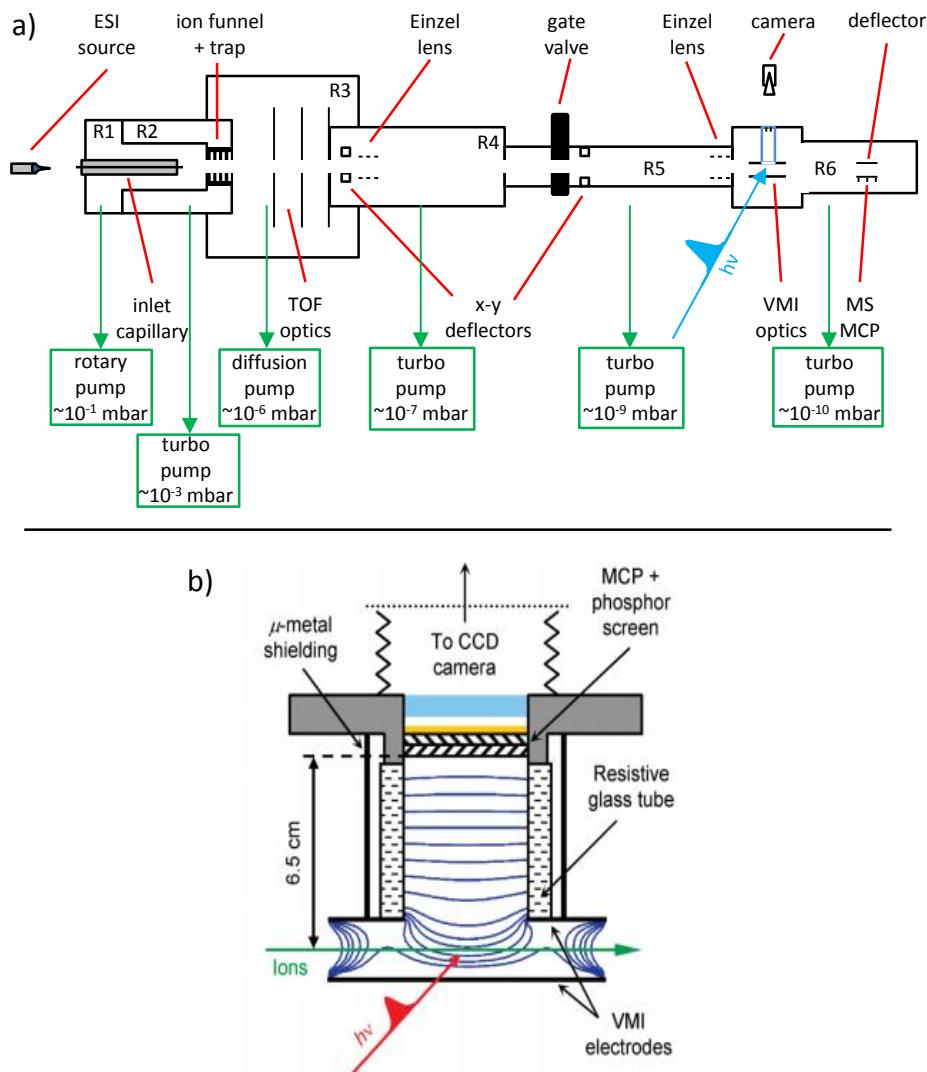 a)
ESI
source
ion funnel
+ trap
Einzel
lens
gate
valve
Einzel
lens
camera
deflector
R1
R2
R3
R4
R5
R6
hν
inlet
capillary
TOF
optics
x-y
deflectors
VMI
optics
MS
MCP
rotary
pump
~10⁻¹ mbar
turbo
pump
~10⁻³ mbar
diffusion
pump
~10⁻⁶ mbar
turbo
pump
~10⁻⁷ mbar
turbo
pump
~10⁻⁹ mbar
turbo
pump
~10⁻¹⁰ mbar
b)
μ-metal
shielding
To CCD
camera
MCP +
phosphor
screen
Resistive
glass tube
6.5 cm
Ions
hν
VMI
electrodes